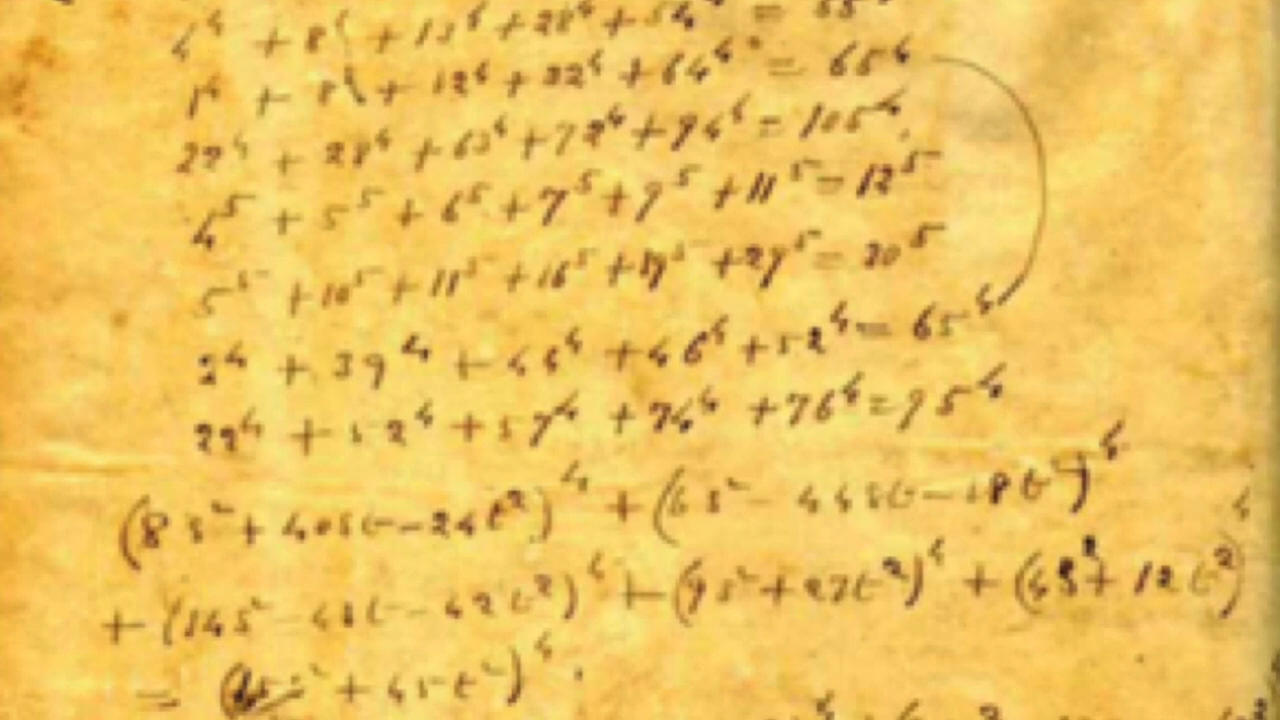 4⁴ + 8⁴ + 13⁴ + 28⁴ + 54⁴ = 55⁴
1⁴ + 8⁴ + 12⁴ + 32⁴ + 64⁴ = 65⁴
22⁴ + 28⁴ + 63⁴ + 72⁴ + 94⁴ = 105⁴.
4⁵ + 5⁵ + 6⁵ + 7⁵ + 9⁵ + 11⁵ = 12⁵
5⁵ + 10⁵ + 11⁵ + 16⁵ + 19⁵ + 29⁵ = 30⁵
2⁴ + 39⁴ + 44⁴ + 46⁴ + 52⁴ = 65⁴
22⁴ + 52⁴ + 57⁴ + 74⁴ + 76⁴ = 95⁴
(8s² + 40st − 24t²)⁴ + (6s² − 44st − 18t²)⁴
+ (14s² − 4st − 42t²)⁴ + (9s² + 27t²)⁴ + (4s² + 12t²)⁴
= (15s² + 45t²)⁴.